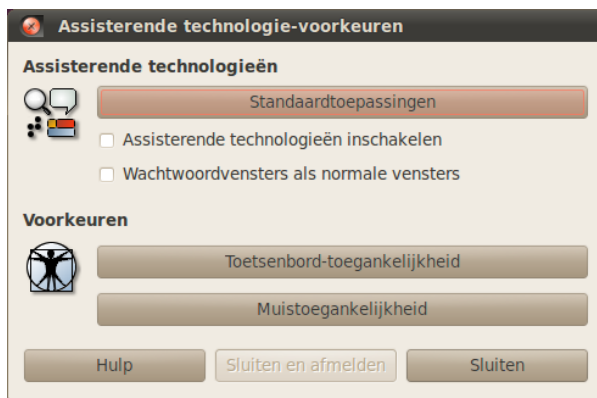 Assisterende technologie-voorkeuren
Assisterende technologieën
Standaardtoepassingen
Assisterende technologieën inschakelen
Wachtwoordvensters als normale vensters
Voorkeuren
Toetsenbord-toegankelijkheid
Muistoegankelijkheid
Hulp
Sluiten en afmelden
Sluiten